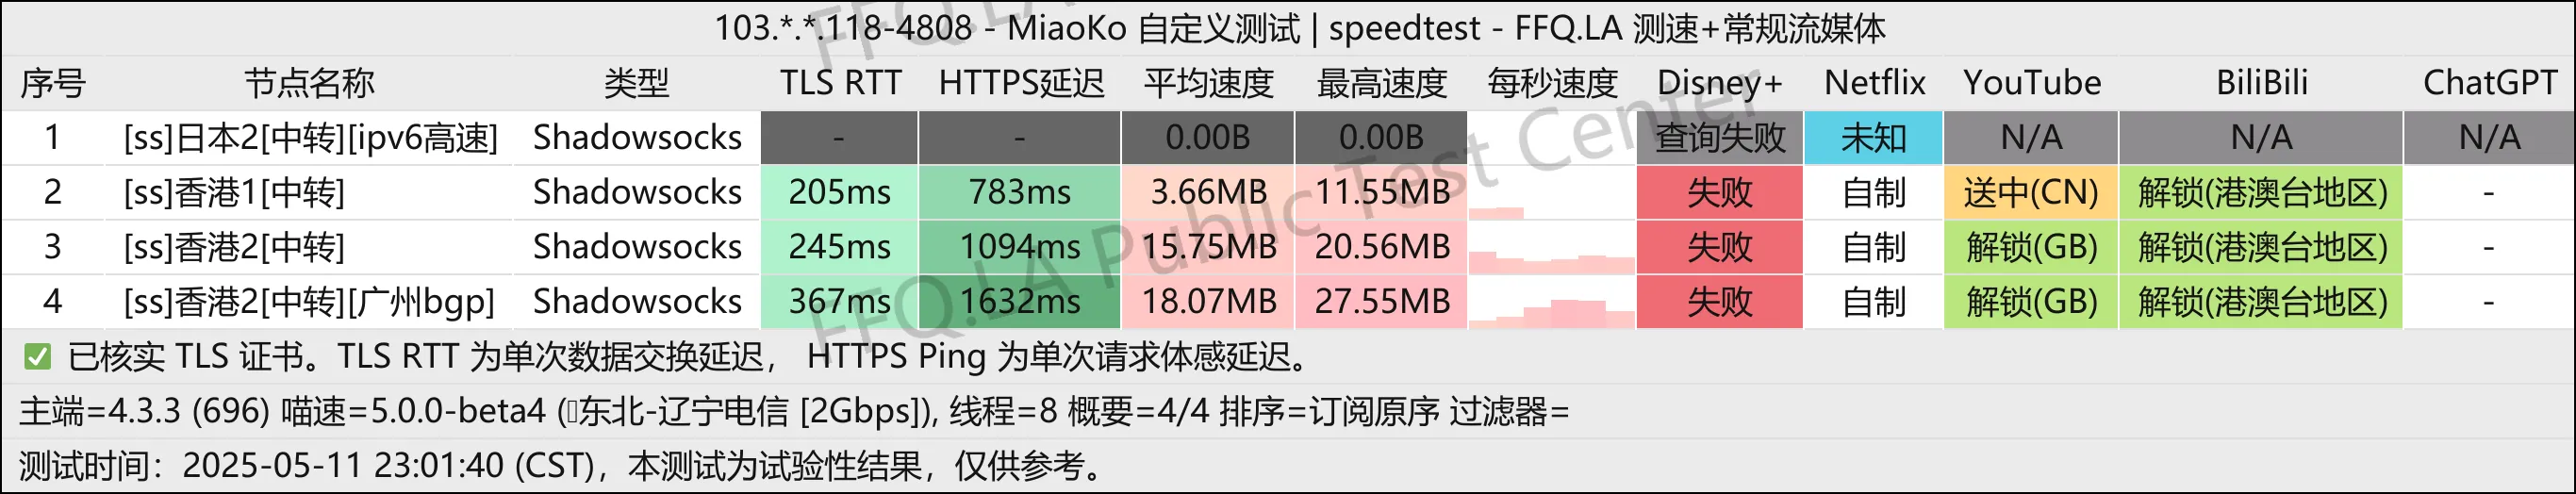 103.*.*.118-4808 - MiaoKo 自定义测试 | speedtest - FFQ.LA 测速+常规流媒体
序号 节点名称 类型 TLS RTT HTTPS延迟 平均速度 最高速度 每秒速度 Disney+ Netflix YouTube BiliBili ChatGPT
1 [ss]日本2[中转][ipv6高速] Shadowsocks - - 0.00B 0.00B 查询失败 未知 N/A N/A N/A
2 [ss]香港1[中转] Shadowsocks 205ms 783ms 3.66MB 11.55MB 失败 自制 送中(CN) 解锁(港澳台地区) -
3 [ss]香港2[中转] Shadowsocks 245ms 1094ms 15.75MB 20.56MB 失败 自制 解锁(GB) 解锁(港澳台地区) -
4 [ss]香港2[中转][广州bgp] Shadowsocks 367ms 1632ms 18.07MB 27.55MB 失败 自制 解锁(GB) 解锁(港澳台地区) -
✅ 已核实 TLS 证书。TLS RTT 为单次数据交换延迟， HTTPS Ping 为单次请求体感延迟。
主端=4.3.3 (696) 喵速=5.0.0-beta4 (东北-辽宁电信 [2Gbps]), 线程=8 概要=4/4 排序=订阅原序 过滤器=
测试时间：2025-05-11 23:01:40 (CST)，本测试为试验性结果，仅供参考。
FFQ.LA Public Test Center
FFQ.LA